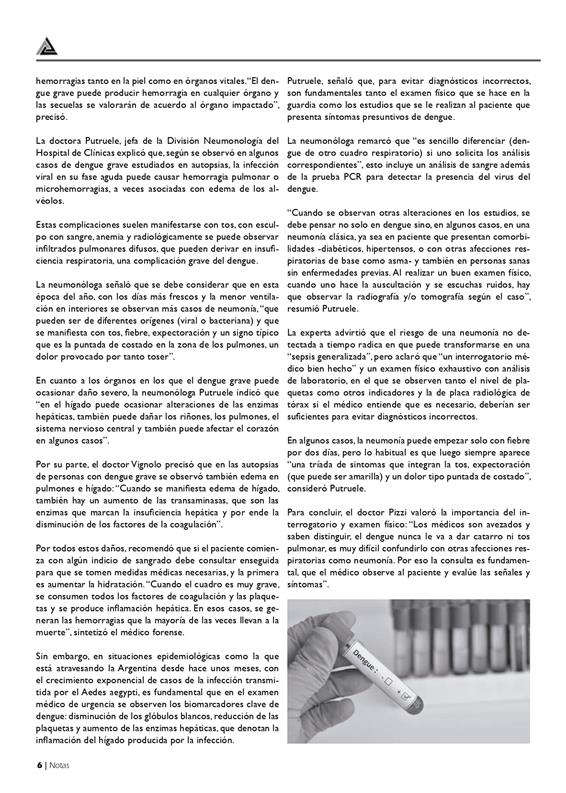 hemorragias tanto en la piel como en órganos vitales.“El den-
gue grave puede producir hemorragia en cualquier órgano y
las secuelas se valorarán de acuerdo al órgano impactado”,
precisó.
La doctora Putruele, jefa de la División Neumonología del
Hospital de Clínicas explicó que, según se observó en algunos
casos de dengue grave estudiados en autopsias, la infección
viral en su fase aguda puede causar hemorragia pulmonar o
microhemorragias, a veces asociadas con edema de los al-
véolos.
Estas complicaciones suelen manifestarse con tos, con escul-
po con sangre, anemia y radiológicamente se puede observar
infiltrados pulmonares difusos, que pueden derivar en insufi-
ciencia respiratoria, una complicación grave del dengue.
La neumonóloga señaló que se debe considerar que en esta
época del año, con los días más frescos y la menor ventila-
ción en interiores se observan más casos de neumonía, “que
pueden ser de diferentes orígenes (viral o bacteriana) y que
se manifiesta con tos, fiebre, expectoración y un signo típico
que es la puntada de costado en la zona de los pulmones, un
dolor provocado por tanto toser”.
En cuanto a los órganos en los que el dengue grave puede
ocasionar daño severo, la neumonóloga Putruele indicó que
“en el hígado puede ocasionar alteraciones de las enzimas
hepáticas, también puede dañar los riñones, los pulmones, el
sistema nervioso central y también puede afectar el corazón
en algunos casos”.
Por su parte, el doctor Vignolo precisó que en las autopsias
de personas con dengue grave se observó también edema en
pulmones e hígado: “Cuando se manifiesta edema de hígado,
también hay un aumento de las transaminasas, que son las
enzimas que marcan la insuficiencia hepática y por ende la
disminución de los factores de la coagulación”.
Por todos estos daños, recomendó que si el paciente comien-
za con algún indicio de sangrado debe consultar enseguida
para que se tomen medidas médicas necesarias, y la primera
es aumentar la hidratación. “Cuando el cuadro es muy grave,
se consumen todos los factores de coagulación y las plaque-
tas y se produce inflamación hepática. En esos casos, se ge-
neran las hemorragias que la mayoría de las veces llevan a la
muerte”, sintetizó el médico forense.
Sin embargo, en situaciones epidemiológicas como la que
está atravesando la Argentina desde hace unos meses, con
el crecimiento exponencial de casos de la infección transmi-
tida por el Aedes aegypti, es fundamental que en el examen
médico de urgencia se observen los biomarcadores clave de
dengue: disminución de los glóbulos blancos, reducción de las
plaquetas y aumento de las enzimas hepáticas, que denotan la
inflamación del hígado producida por la infección.
Putruele, señaló que, para evitar diagnósticos incorrectos,
son fundamentales tanto el examen físico que se hace en la
guardia como los estudios que se le realizan al paciente que
presenta síntomas presuntivos de dengue.
La neumonóloga remarcó que “es sencillo diferenciar (den-
gue de otro cuadro respiratorio) si uno solicita los análisis
correspondientes”, esto incluye un análisis de sangre además
de la prueba PCR para detectar la presencia del virus del
dengue.
“Cuando se observan otras alteraciones en los estudios, se
debe pensar no solo en dengue sino, en algunos casos, en una
neumonía clásica, ya sea en paciente que presentan comorbi-
lidades -diabéticos, hipertensos, o con otras afecciones res-
piratorias de base como asma- y también en personas sanas
sin enfermedades previas. Al realizar un buen examen físico,
cuando uno hace la auscultación y se escuchas ruidos, hay
que observar la radiografía y/o tomografía según el caso”,
resumió Putruele.
La experta advirtió que el riesgo de una neumonía no de-
tectada a tiempo radica en que puede transformarse en una
“sepsis generalizada”, pero aclaró que “un interrogatorio mé-
dico bien hecho” y un examen físico exhaustivo con análisis
de laboratorio, en el que se observen tanto el nivel de pla-
quetas como otros indicadores y la de placa radiológica de
tórax si el médico entiende que es necesario, deberían ser
suficientes para evitar diagnósticos incorrectos.
En algunos casos, la neumonía puede empezar solo con fiebre
por dos días, pero lo habitual es que luego siempre aparece
“una tríada de síntomas que integran la tos, expectoración
(que puede ser amarilla) y un dolor tipo puntada de costado”,
consideró Putruele.
Para concluir, el doctor Pizzi valoró la importancia del in-
terrogatorio y examen físico: “Los médicos son avezados y
saben distinguir, el dengue nunca le va a dar catarro ni tos
pulmonar, es muy difícil confundirlo con otras afecciones res-
piratorias como neumonía. Por eso la consulta es fundamen-
tal, que el médico observe al paciente y evalúe las señales y
síntomas”.
Dengue: - +
6 | Notas